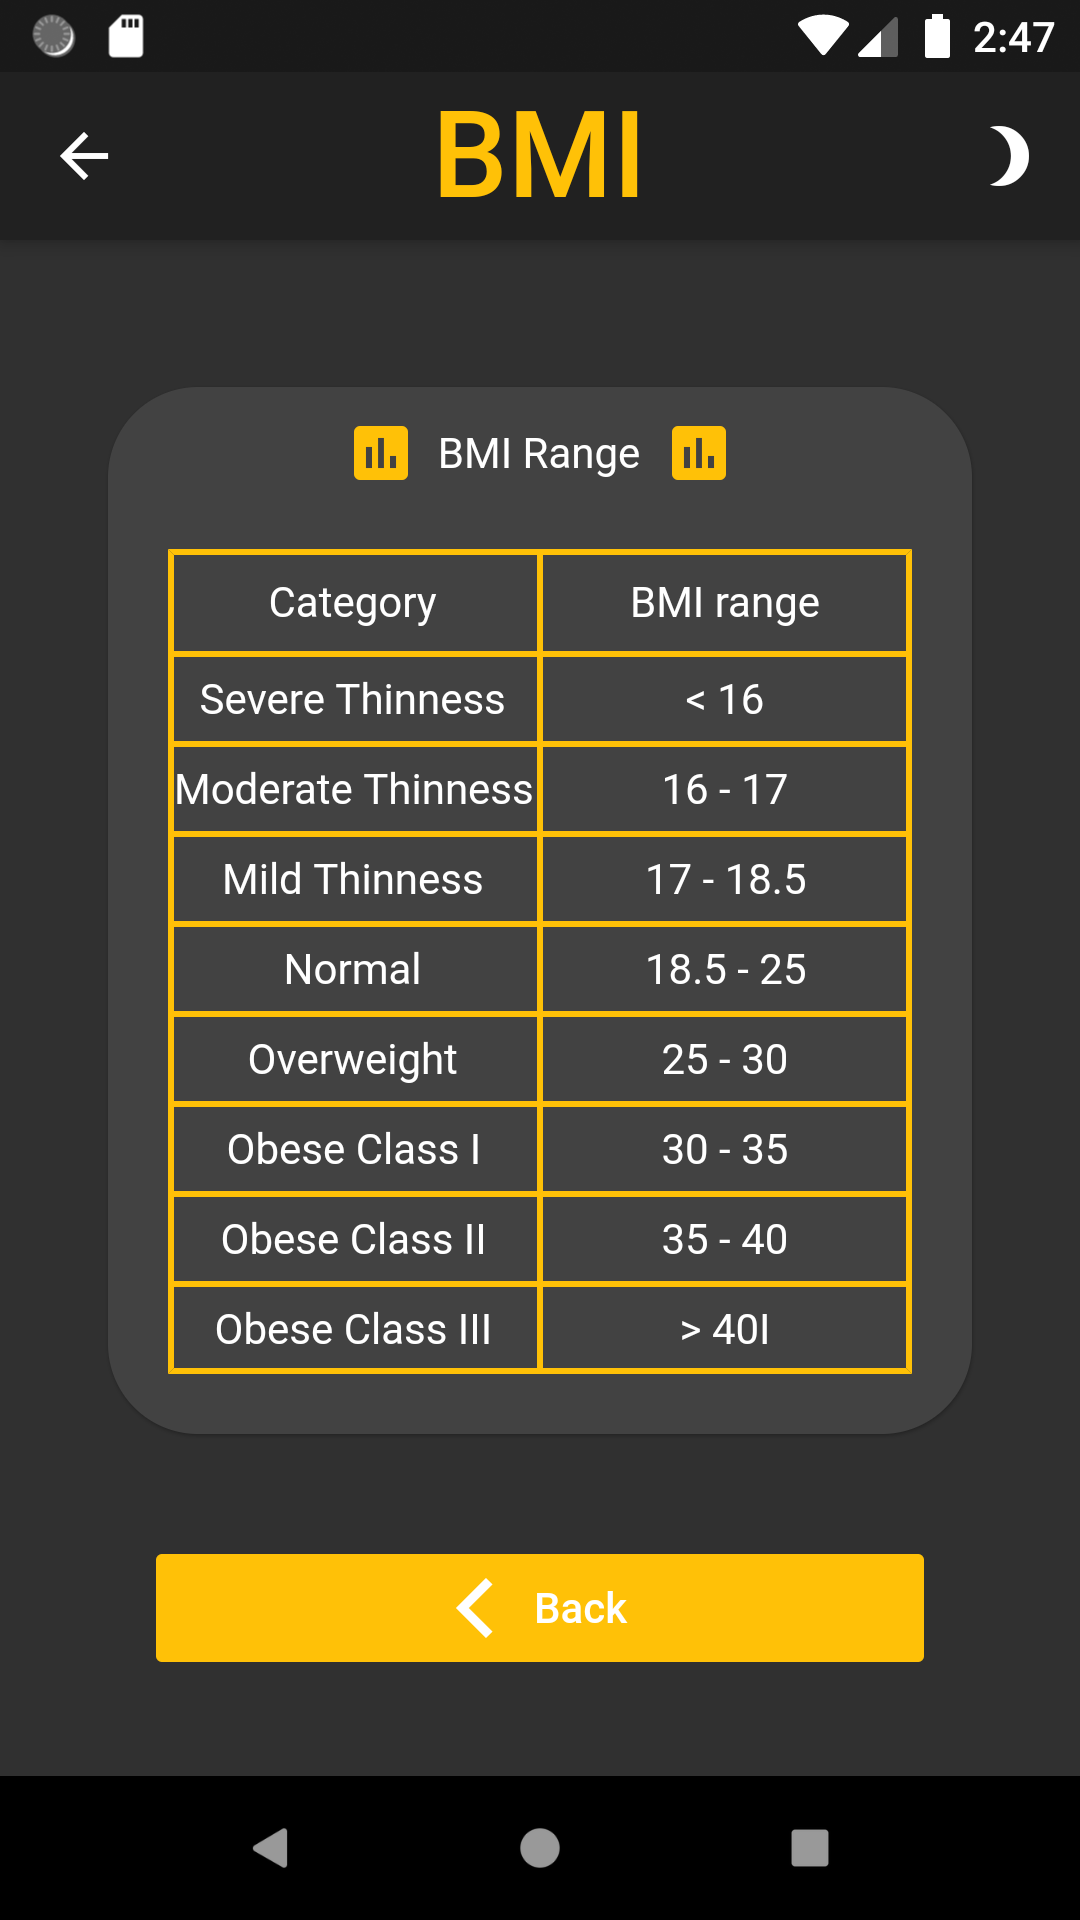 2:47
BMI
BMI Range
Category BMI range
Severe Thinness < 16
Moderate Thinness 16 - 17
Mild Thinness 17 - 18.5
Normal 18.5 - 25
Overweight 25 - 30
Obese Class I 30 - 35
Obese Class II 35 - 40
Obese Class III > 40I
Back